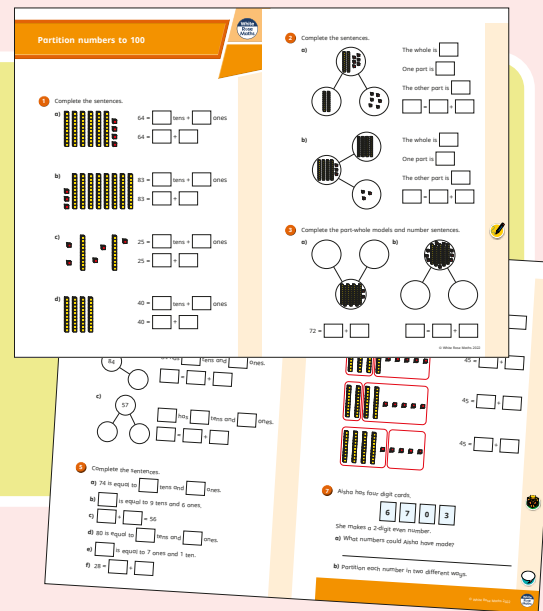 White
Rose
Maths
Partition numbers to 100
1 Complete the sentences.
a)
64 = tens + ones
64 = +
b)
83 = tens + ones
83 = +
c)
25 = tens + ones
25 = +
d)
40 = tens + ones
40 = +
2 Complete the sentences.
a)
The whole is
One part is
The other part is
= +
b)
The whole is
One part is
The other part is
= +
3 Complete the part-whole models and number sentences.
a) b)
72 = + = +
© White Rose Maths 2022
84
tens and ones.
= +
c)
57
has tens and ones.
= +
5 Complete the sentences.
a) 74 is equal to tens and ones.
b) is equal to 9 tens and 6 ones.
c) + = 56
d) 80 is equal to tens and ones.
e) is equal to 7 ones and 1 ten.
f) 28 = +
45 = +
45 = +
45 = +
7 Aisha has four digit cards.
6 7 0 3
She makes a 2-digit even number.
a) What numbers could Aisha have made?
b) Partition each number in two different ways.